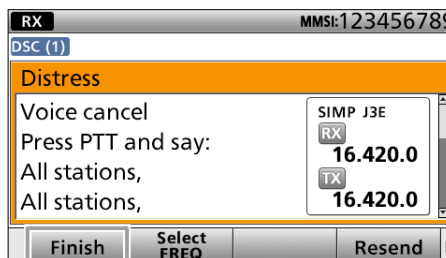 RX MMSI:123456789
DSC (1)
Distress
Voice cancel
Press PTT and say:
All stations,
All stations,
SIMP J3E
RX
16.420.0
TX
16.420.0
Finish
Select
FREQ
Resend